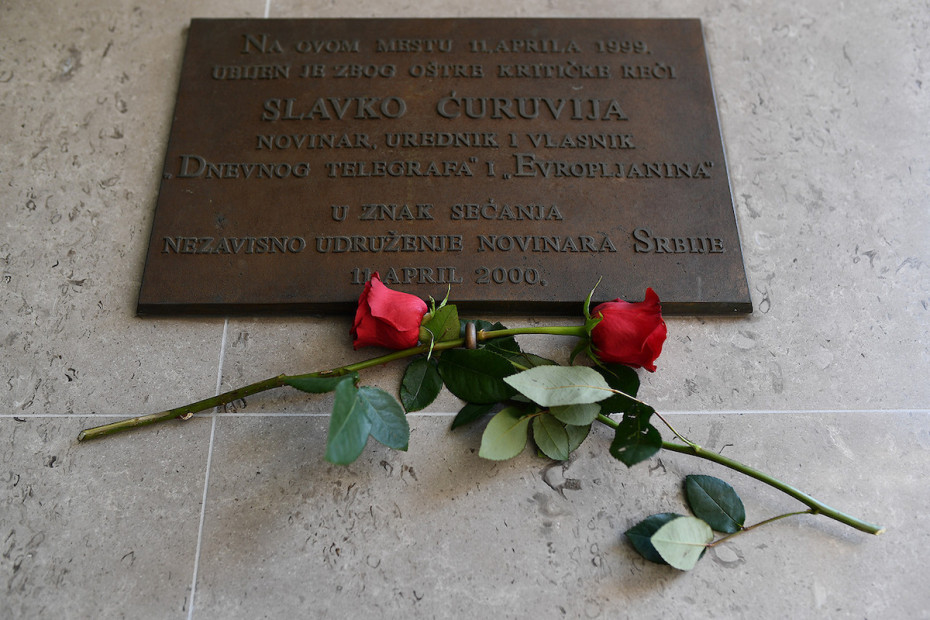 NA OVOM MESTU 11. APRILA 1999.
UBIJEN JE ZBOG OŠTRE KRITIČKE REČI
SLAVKO ĆURUVIJA
NOVINAR, UREDNIK I VLASNIK
„DNEVNOG TELEGRAFA“ I „EVROPLJANINA“
U ZNAK SEĆANJA
NEZAVISNO UDRUŽENJE NOVINARA SRBIJE
11. APRIL 2000.